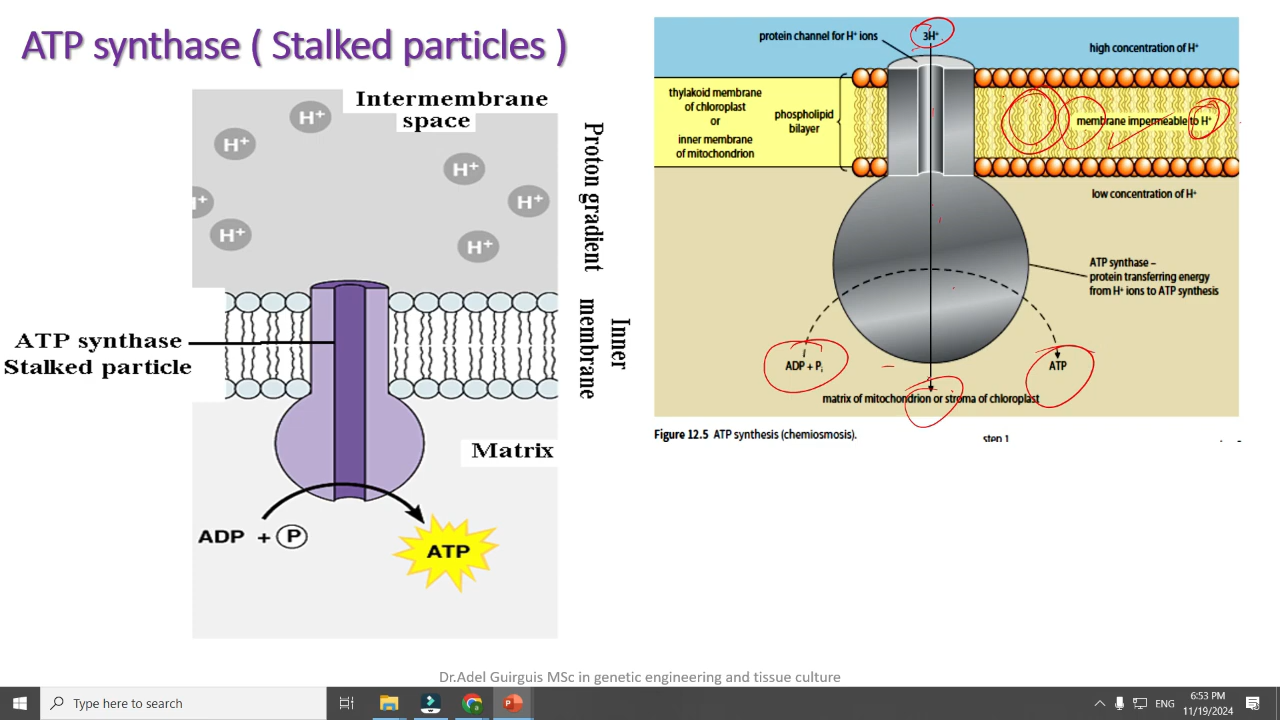 ATP synthase ( Stalked particles )
Intermembrane
space
H⁺
H⁺
H⁺
H⁺
H⁺
H⁺
H⁺
Proton gradient
Inner
membrane
ATP synthase
Stalked particle
Matrix
ADP + P
ATP
protein channel for H⁺ ions
3H⁺
high concentration of H⁺
thylakoid membrane
of chloroplast
or
inner membrane
of mitochondrion
phospholipid
bilayer
membrane impermeable to H⁺
low concentration of H⁺
ATP synthase –
protein transferring energy
from H⁺ ions to ATP synthesis
ADP + Pi
ATP
matrix of mitochondrion or stroma of chloroplast
Figure 12.5 ATP synthesis (chemiosmosis).
step 1
Dr.Adel Guirguis MSc in genetic engineering and tissue culture
Type here to search
ENG
6:53 PM
11/19/2024